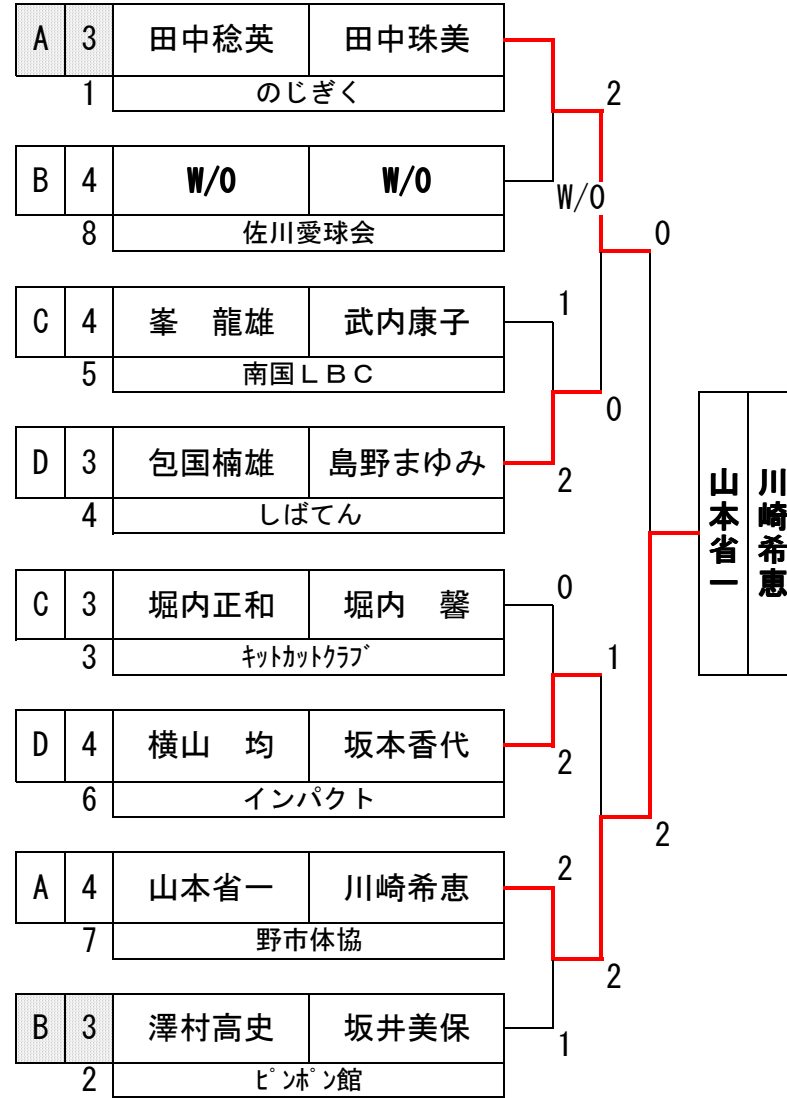 A 3 田中稔英 田中珠美
1 のじぎく
2
B 4 W/O W/O
W/O
8 佐川愛球会
0
C 4 峯 龍雄 武内康子
1
5 南国ＬＢＣ
0
D 3 包国楠雄 島野まゆみ
2
4 しばてん
山本省一 川崎希恵
C 3 堀内正和 堀内 馨
0
3 ｷｯﾄｶｯﾄｸﾗﾌﾞ
1
D 4 横山 均 坂本香代
2
6 インパクト
2
A 4 山本省一 川崎希恵
2
7 野市体協
2
B 3 澤村高史 坂井美保
1
2 ﾋﾟﾝﾎﾟﾝ館